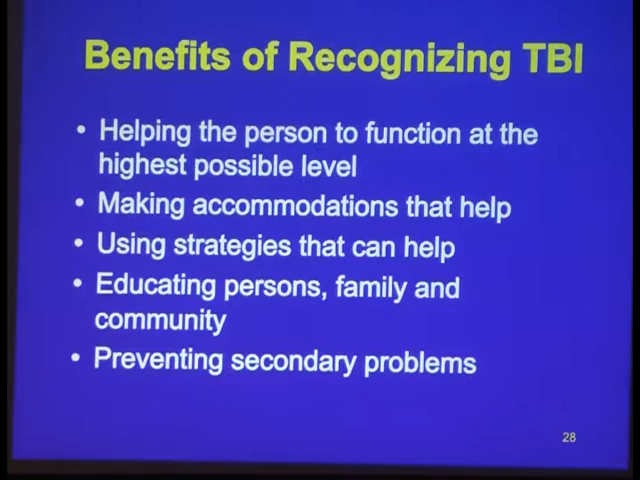 Benefits of Recognizing TBI
• Helping the person to function at the
highest possible level
• Making accommodations that help
• Using strategies that can help
• Educating persons, family and
community
• Preventing secondary problems
28